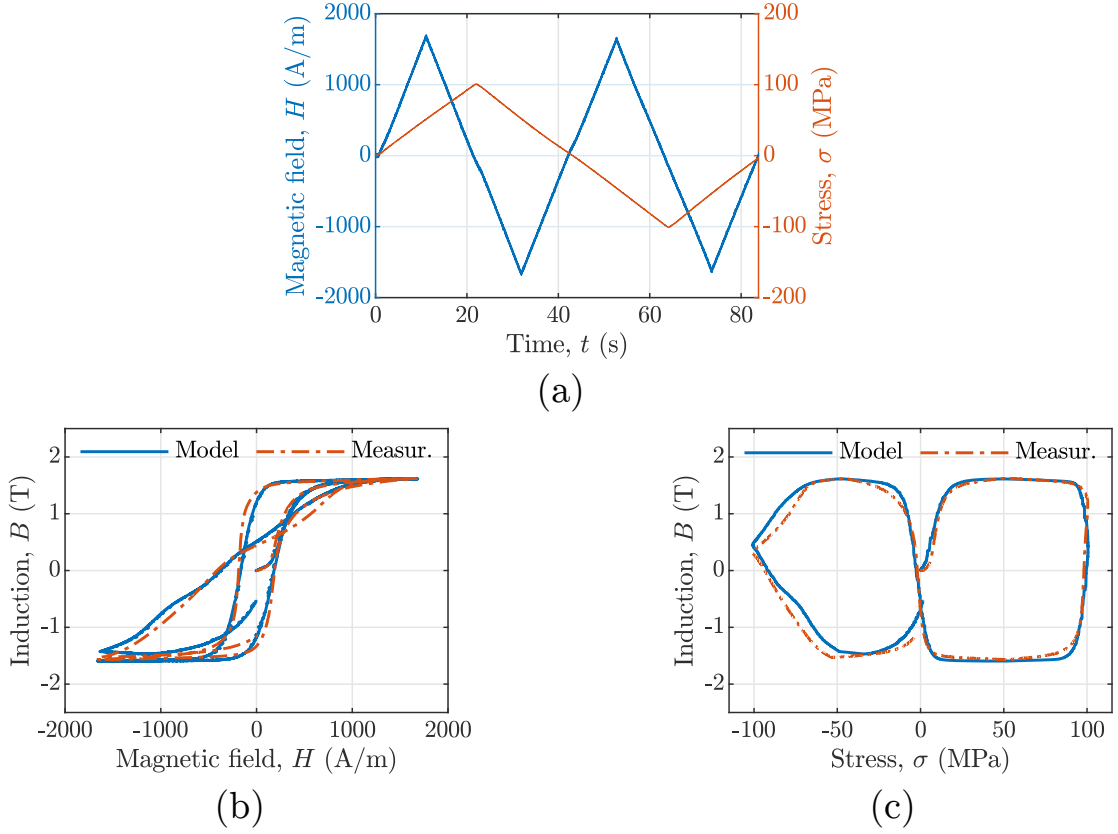 2000
1000
0
-1000
-2000
Magnetic field, H (A/m)
200
100
0
-100
-200
Stress, σ (MPa)
0 20 40 60 80
Time, t (s)
(a)
Model Measur.
2
1
0
-1
-2
Induction, B (T)
-2000 -1000 0 1000 2000
Magnetic field, H (A/m)
(b)
Model Measur.
2
1
0
-1
-2
Induction, B (T)
-100 -50 0 50 100
Stress, σ (MPa)
(c)